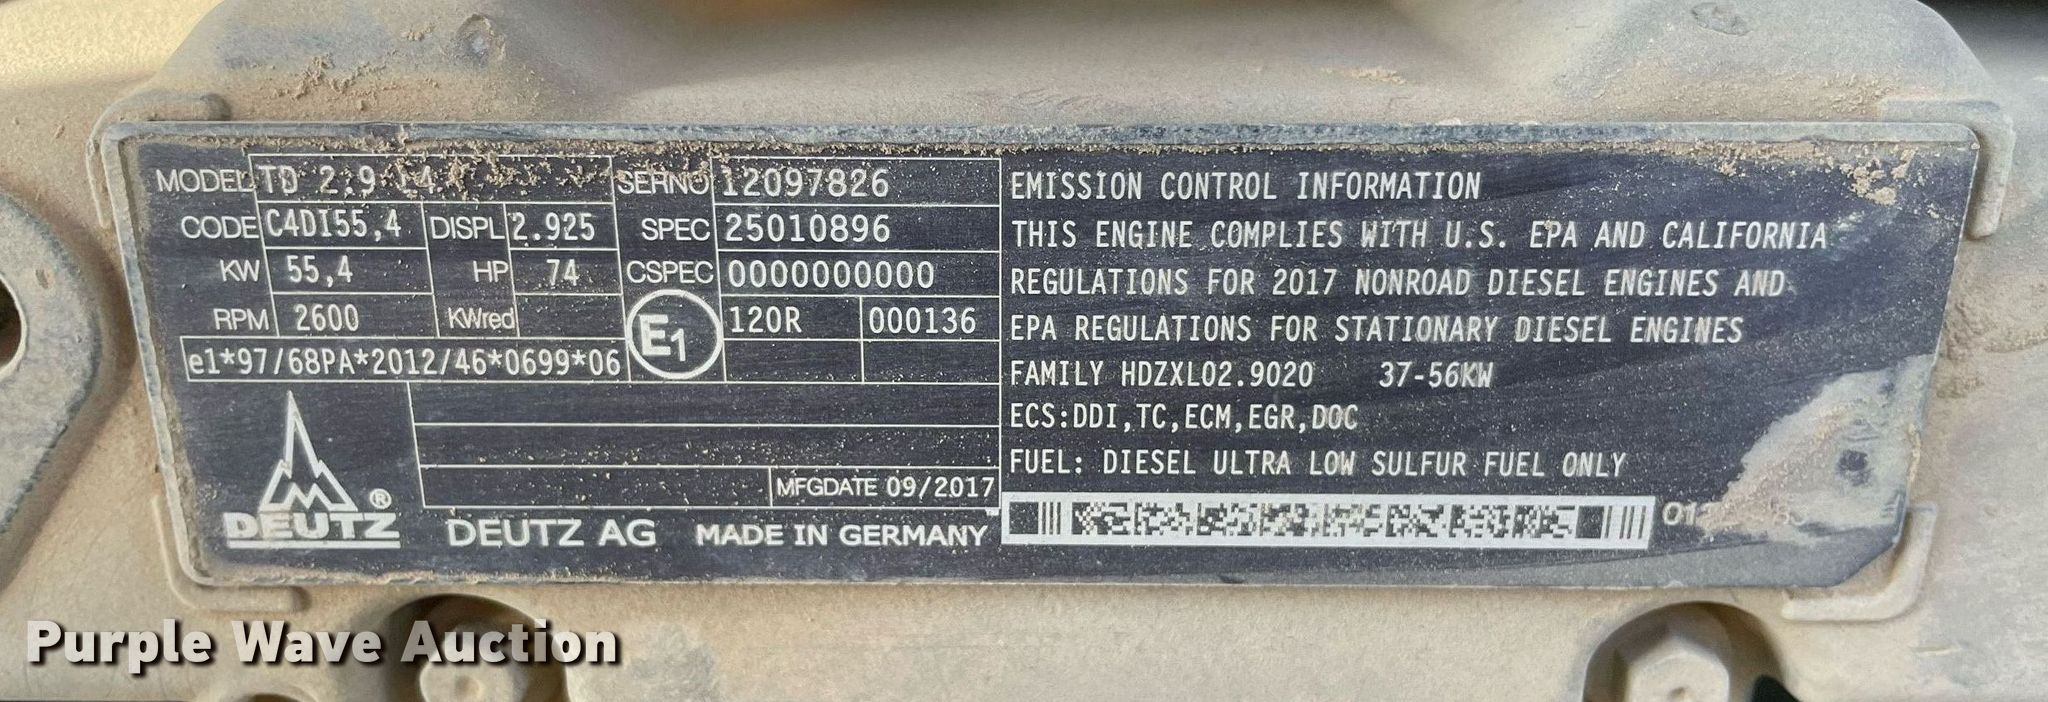 MODEL TD 2.9 L4 SERNO 12097826
CODE C4DI55,4 DISPL 2.925 SPEC 25010896
KW 55,4 HP 74 CSPEC 0000000000
RPM 2600 KWred E1 120R 000136
e1*97/68PA*2012/46*0699*06
MFGDATE 09/2017
DEUTZ ® DEUTZ AG MADE IN GERMANY
EMISSION CONTROL INFORMATION
THIS ENGINE COMPLIES WITH U.S. EPA AND CALIFORNIA
REGULATIONS FOR 2017 NONROAD DIESEL ENGINES AND
EPA REGULATIONS FOR STATIONARY DIESEL ENGINES
FAMILY HDZXL02.9020 37-56KW
ECS:DDI,TC,ECM,EGR,DOC
FUEL: DIESEL ULTRA LOW SULFUR FUEL ONLY
Purple Wave Auction